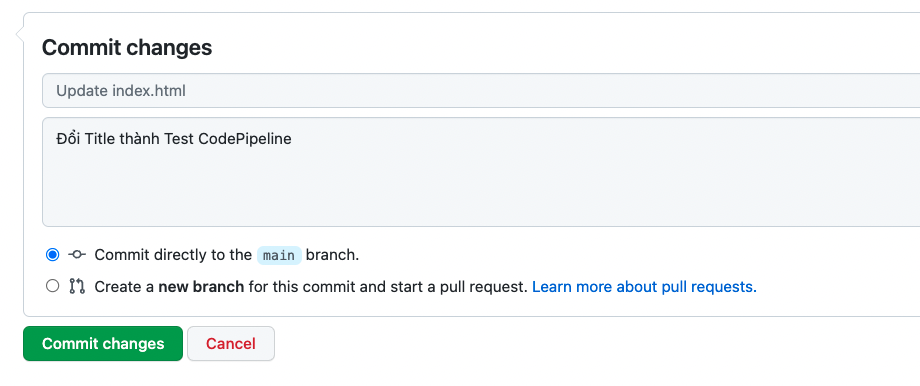 Commit changes
Update index.html
Đổi Title thành Test CodePipeline
Commit directly to the main branch.
Create a new branch for this commit and start a pull request. Learn more about pull requests.
Commit changes Cancel